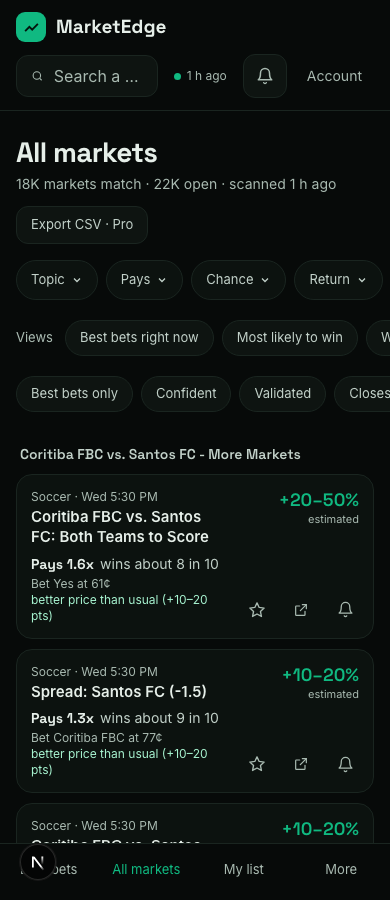 MarketEdge
Search a ...
1 h ago
Account
All markets
18K markets match · 22K open · scanned 1 h ago
Export CSV · Pro
Topic
Pays
Chance
Return
Views
Best bets right now
Most likely to win
Best bets only
Confident
Validated
Closes
Coritiba FBC vs. Santos FC - More Markets
Soccer · Wed 5:30 PM
+20–50%
estimated
Coritiba FBC vs. Santos
FC: Both Teams to Score
Pays 1.6x wins about 8 in 10
Bet Yes at 61¢
better price than usual (+10–20
pts)
Soccer · Wed 5:30 PM
+10–20%
estimated
Spread: Santos FC (-1.5)
Pays 1.3x wins about 9 in 10
Bet Coritiba FBC at 77¢
better price than usual (+10–20
pts)
Soccer · Wed 5:30 PM
+10–20%
Coritiba FBC vs. Santos
N
bets
All markets
My list
More